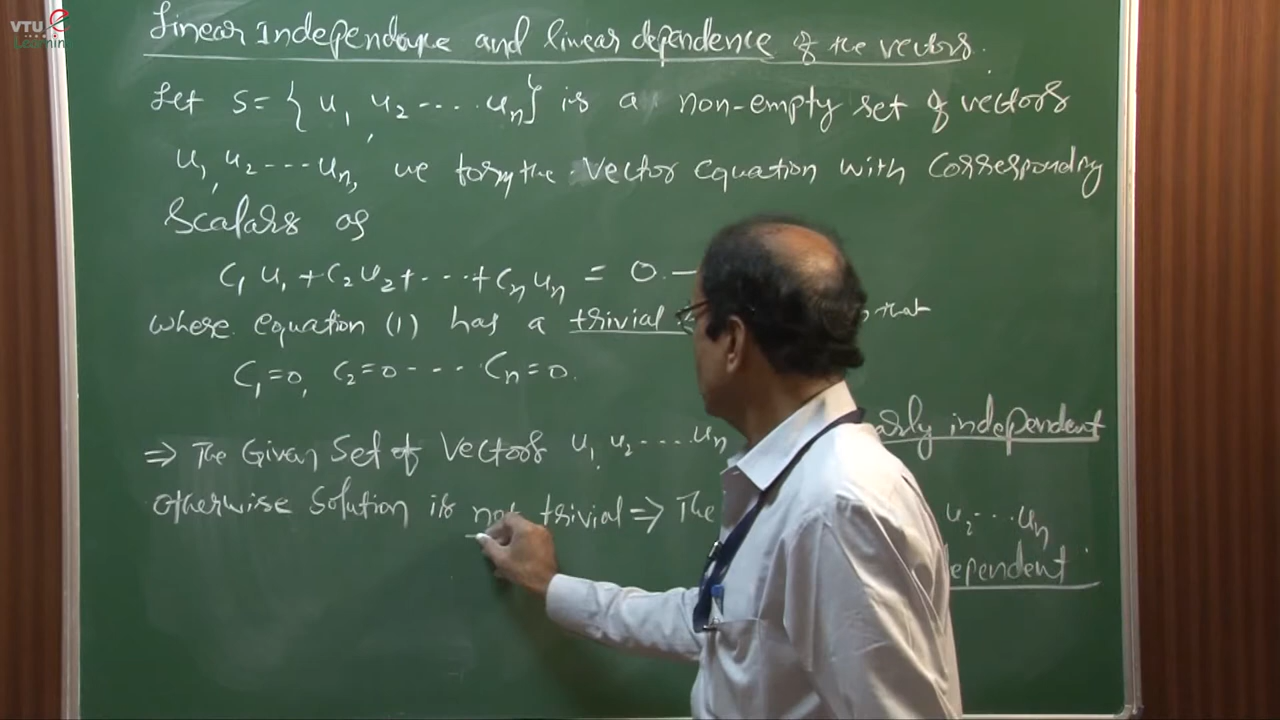 VTU e
Learning
Linear Independance and linear dependence of the vectors.
Let S = { u1, u2 .... un} is a non-empty set of vectors
u1, u2 ... un, we form the vector equation with corresponding
scalars as
c1 u1 + c2 u2 + ... + cn un = 0. —
where equation (1) has a trivial that
c1=0, c2=0 .... cn=0.
⇒ The Given Set of Vectors u1, u2 ..... un independent
otherwise solution is not trivial ⇒ The u2 ... un